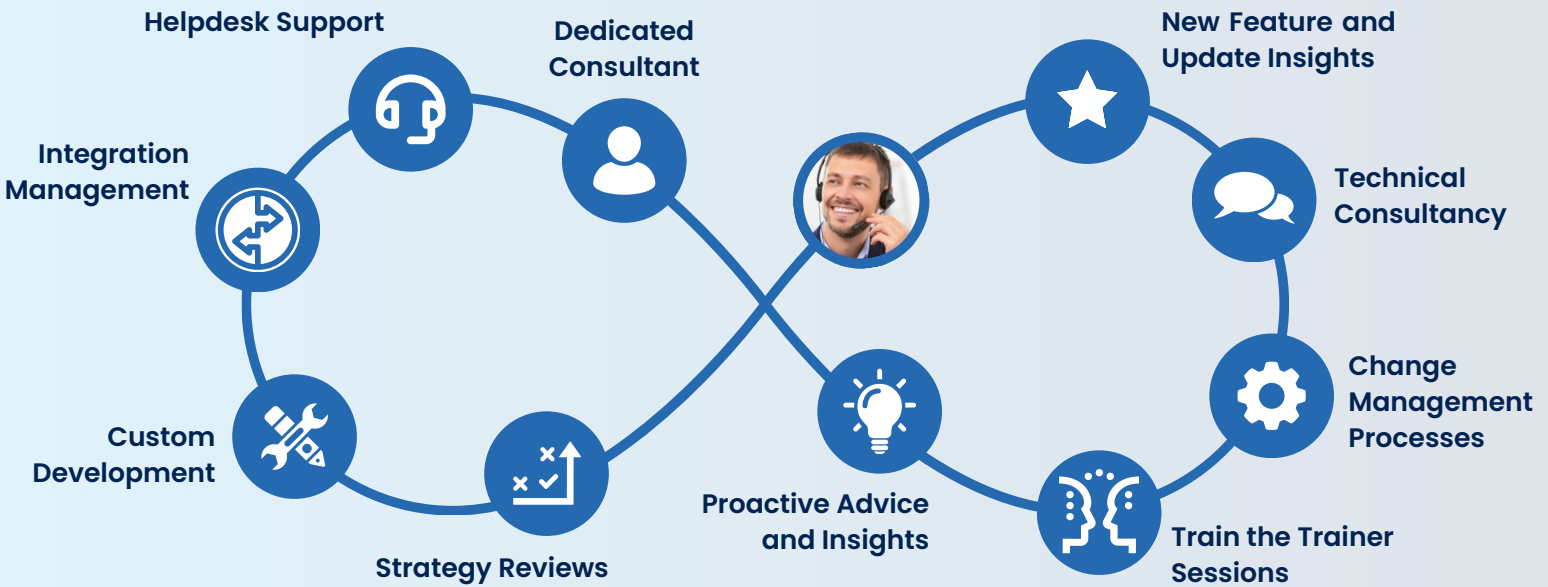 Helpdesk Support
Dedicated
Consultant
New Feature and
Update Insights
Integration
Management
Technical
Consultancy
Change
Management
Processes
Custom
Development
Proactive Advice
and Insights
Train the Trainer
Sessions
Strategy Reviews